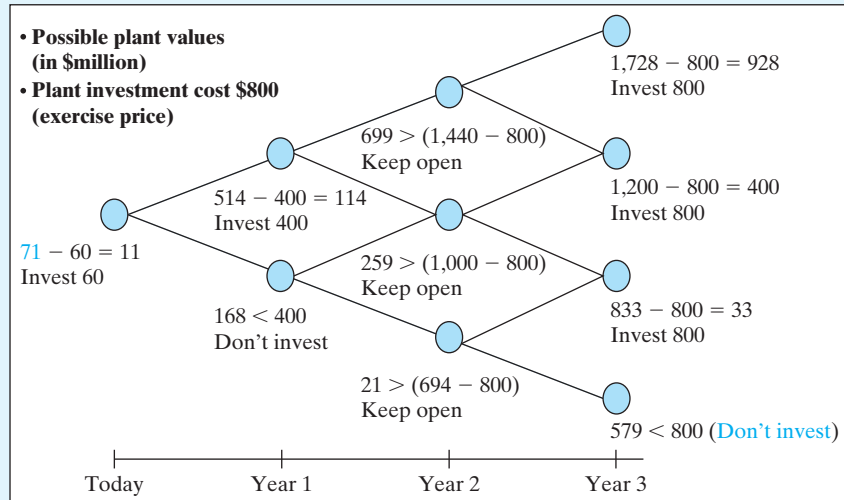 • Possible plant values
(in $million)
• Plant investment cost $800
(exercise price)
1,728 − 800 = 928
Invest 800
699 > (1,440 − 800)
Keep open
514 − 400 = 114
Invest 400
1,200 − 800 = 400
Invest 800
71 − 60 = 11
Invest 60
259 > (1,000 − 800)
Keep open
168 < 400
Don't invest
833 − 800 = 33
Invest 800
21 > (694 − 800)
Keep open
579 < 800 (Don't invest)
Today
Year 1
Year 2
Year 3